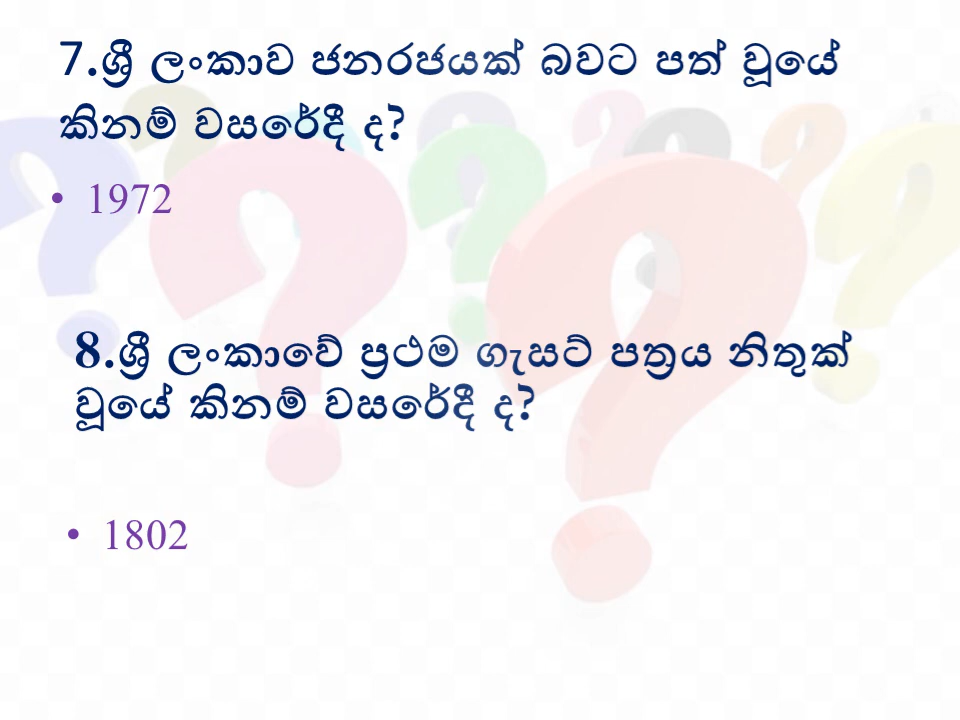 7.ශ්‍රී ලංකාව ජනරජයක් බවට පත් වූයේ
කිනම් වසරේදී ද?
• 1972
8.ශ්‍රී ලංකාවේ ප්‍රථම ගැසට් පත්‍රය නිතුක්
වූයේ කිනම් වසරේදී ද?
• 1802